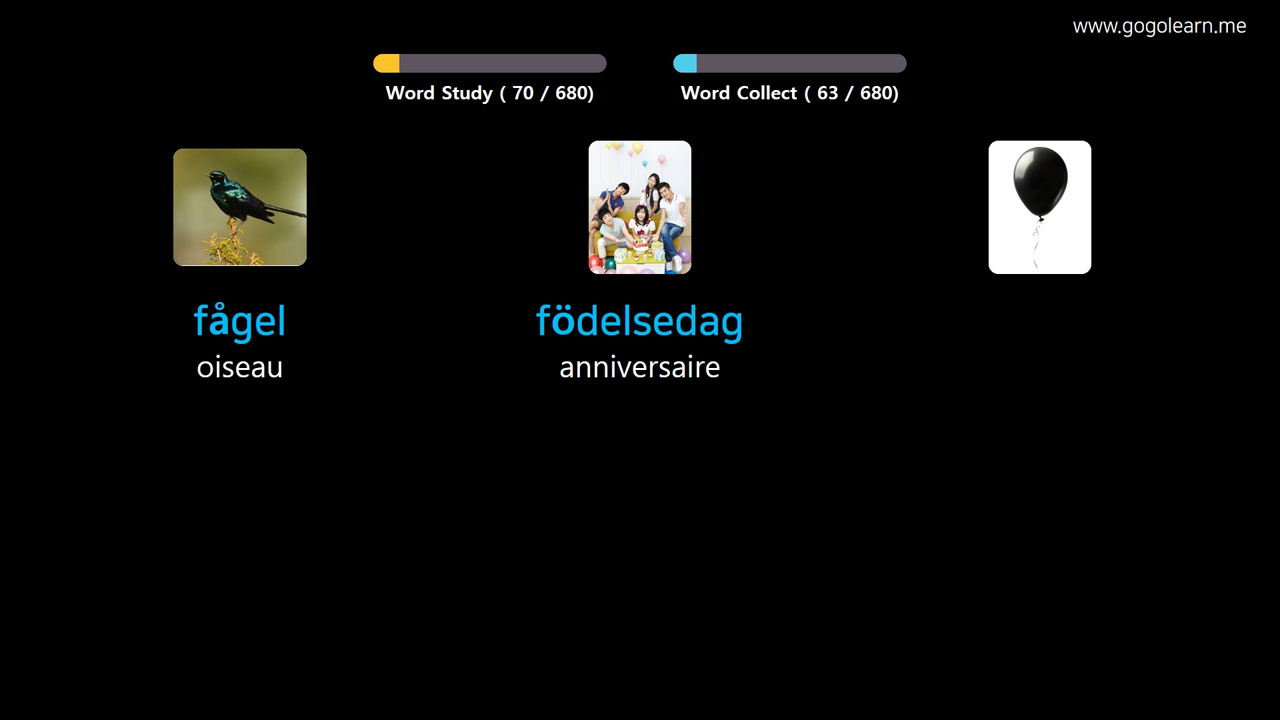 www.gogolearn.me
Word Study ( 70 / 680)
Word Collect ( 63 / 680)
fågel
födelsedag
oiseau
anniversaire